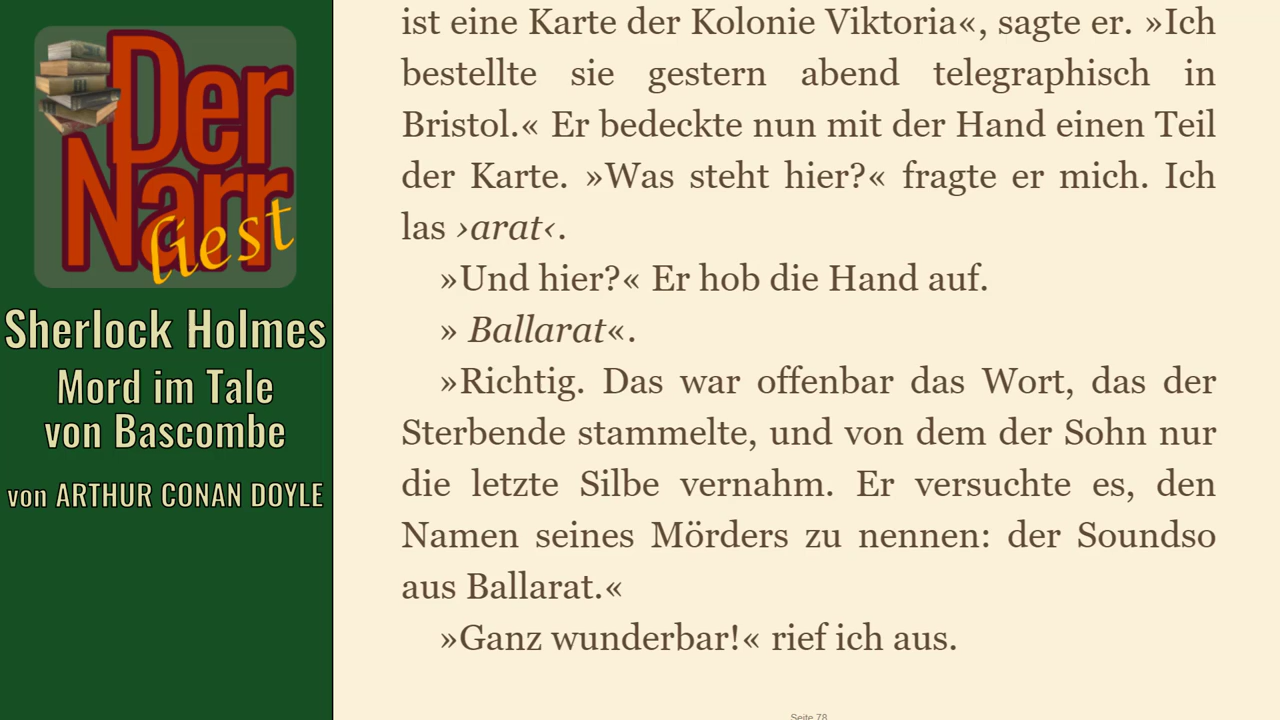 Der
Narr
liest
Sherlock Holmes
Mord im Tale
von Bascombe
von ARTHUR CONAN DOYLE
ist eine Karte der Kolonie Viktoria«, sagte er. »Ich
bestellte sie gestern abend telegraphisch in
Bristol.« Er bedeckte nun mit der Hand einen Teil
der Karte. »Was steht hier?« fragte er mich. Ich
las ›arat‹.
»Und hier?« Er hob die Hand auf.
» Ballarat«.
»Richtig. Das war offenbar das Wort, das der
Sterbende stammelte, und von dem der Sohn nur
die letzte Silbe vernahm. Er versuchte es, den
Namen seines Mörders zu nennen: der Soundso
aus Ballarat.«
»Ganz wunderbar!« rief ich aus.
Seite 78